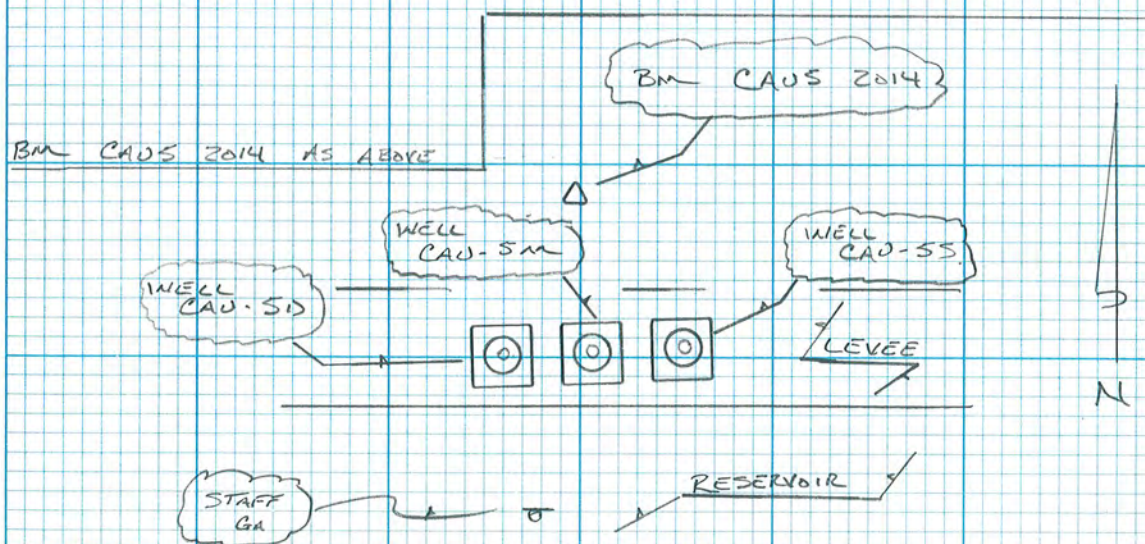 BM CAU5 2014
BM CAU5 2014 AS ABOVE
WELL
CAU-5M
WELL
CAU-5S
WELL
CAU-5D
LEVEE
N
STAFF
GA
RESERVOIR